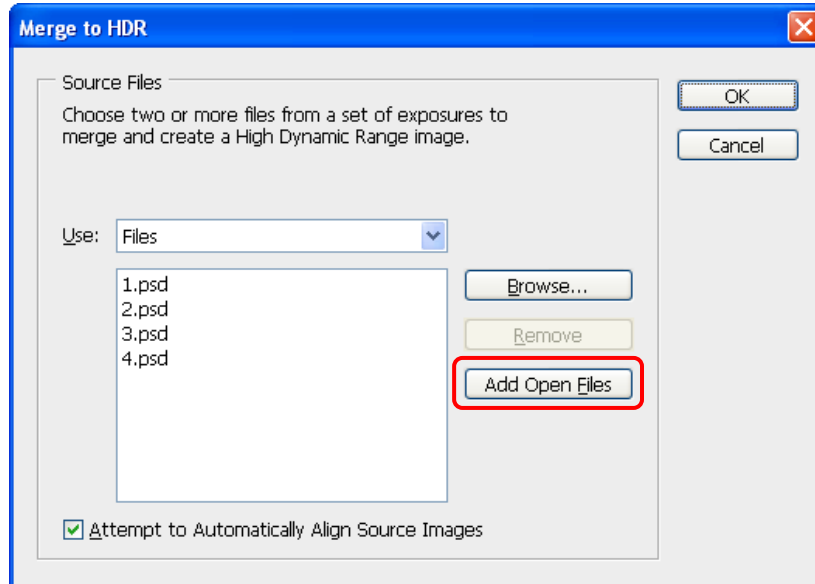 Merge to HDR
Source Files
Choose two or more files from a set of exposures to
merge and create a High Dynamic Range image.
OK
Cancel
Use: Files
1.psd
2.psd
3.psd
4.psd
Browse...
Remove
Add Open Files
Attempt to Automatically Align Source Images